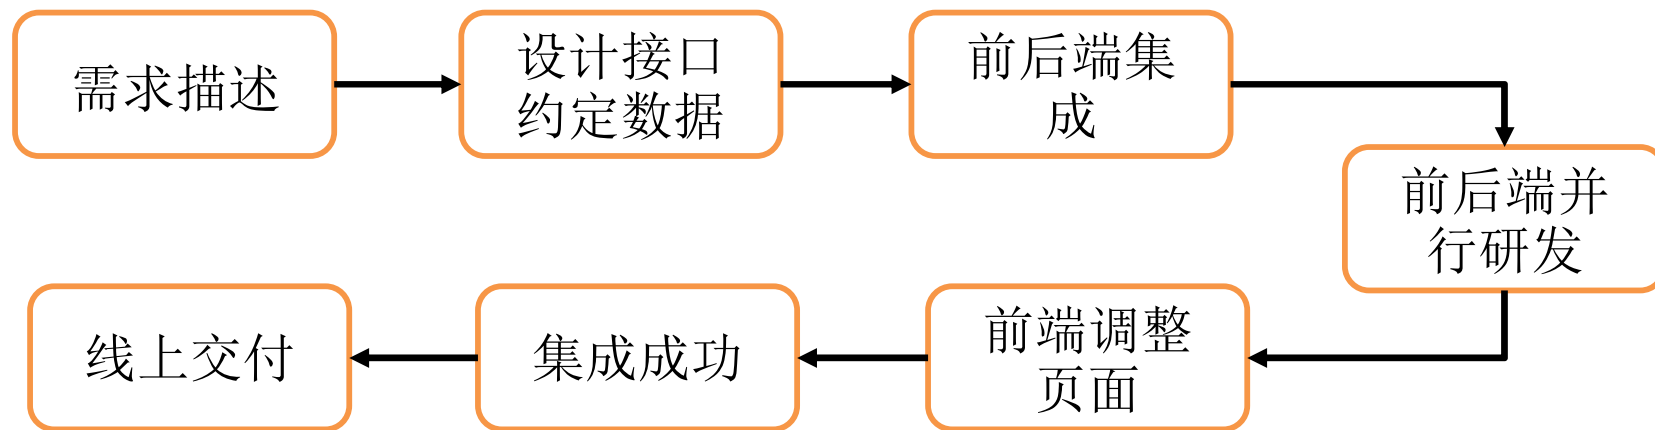 需求描述
设计接口
约定数据
前后端集
成
前后端并
行研发
前端调整
页面
集成成功
线上交付